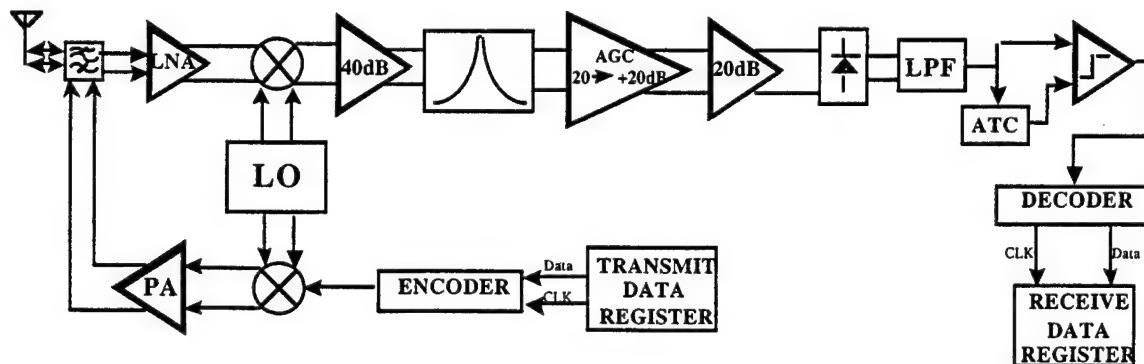 LNA
40dB
AGC
20 → +20dB
20dB
LPF
ATC
LO
DECODER
CLK
Data
RECEIVE
DATA
REGISTER
PA
ENCODER
Data
CLK
TRANSMIT
DATA
REGISTER